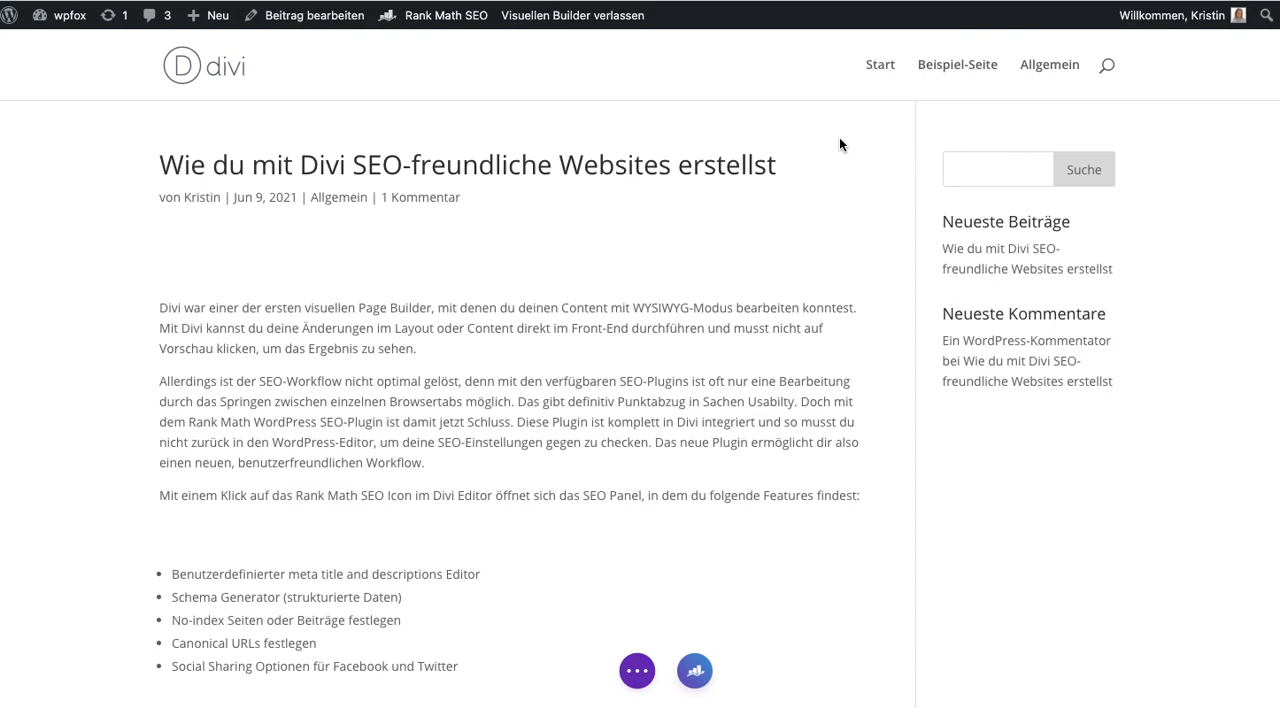 wpfox 1 3 Neu Beitrag bearbeiten Rank Math SEO Visuellen Builder verlassen Willkommen, Kristin
D divi
Start Beispiel-Seite Allgemein
Wie du mit Divi SEO-freundliche Websites erstellst
von Kristin | Jun 9, 2021 | Allgemein | 1 Kommentar
Divi war einer der ersten visuellen Page Builder, mit denen du deinen Content mit WYSIWYG-Modus bearbeiten konntest.
Mit Divi kannst du deine Änderungen im Layout oder Content direkt im Front-End durchführen und musst nicht auf
Vorschau klicken, um das Ergebnis zu sehen.
Allerdings ist der SEO-Workflow nicht optimal gelöst, denn mit den verfügbaren SEO-Plugins ist oft nur eine Bearbeitung
durch das Springen zwischen einzelnen Browsertabs möglich. Das gibt definitiv Punktabzug in Sachen Usabilty. Doch mit
dem Rank Math WordPress SEO-Plugin ist damit jetzt Schluss. Diese Plugin ist komplett in Divi integriert und so musst du
nicht zurück in den WordPress-Editor, um deine SEO-Einstellungen gegen zu checken. Das neue Plugin ermöglicht dir also
einen neuen, benutzerfreundlichen Workflow.
Mit einem Klick auf das Rank Math SEO Icon im Divi Editor öffnet sich das SEO Panel, in dem du folgende Features findest:
Benutzerdefinierter meta title and descriptions Editor
Schema Generator (strukturierte Daten)
No-index Seiten oder Beiträge festlegen
Canonical URLs festlegen
Social Sharing Optionen für Facebook und Twitter
Suche
Neueste Beiträge
Wie du mit Divi SEO-
freundliche Websites erstellst
Neueste Kommentare
Ein WordPress-Kommentator
bei Wie du mit Divi SEO-
freundliche Websites erstellst